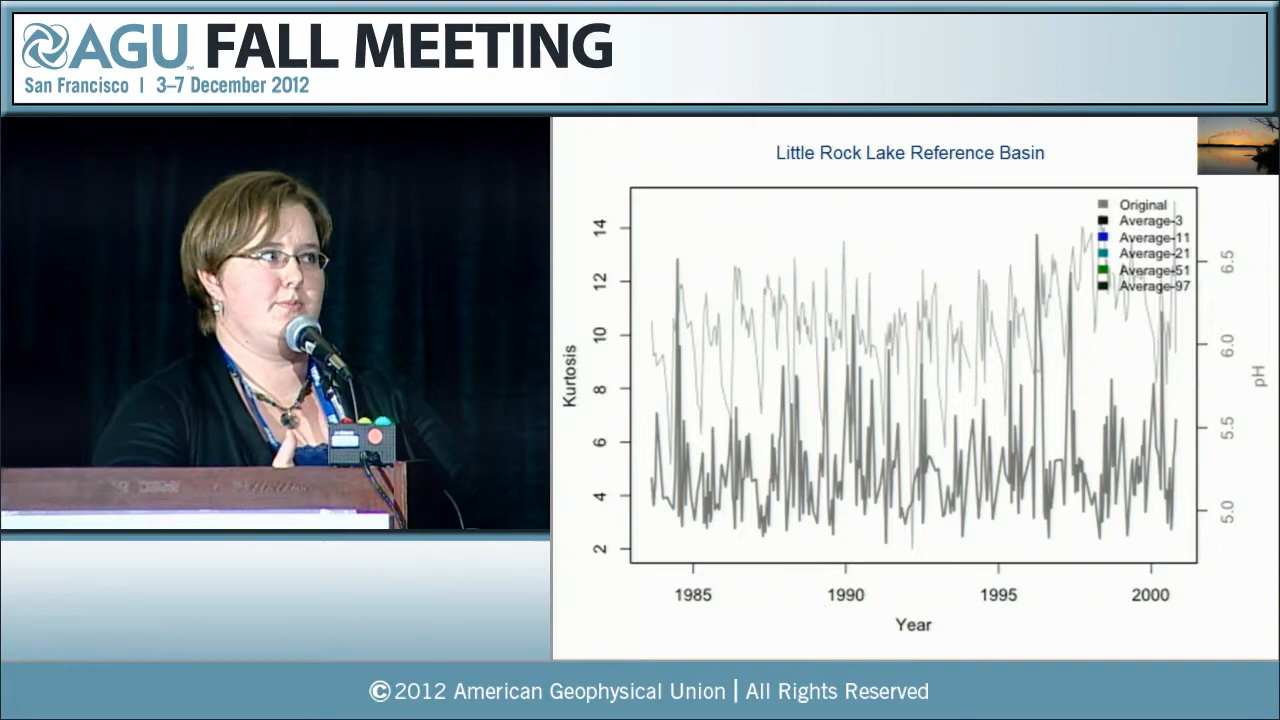 AGU FALL MEETING
San Francisco | 3–7 December 2012
Little Rock Lake Reference Basin
Original
Average-3
Average-11
Average-21
Average-51
Average-97
14
12
10
8
6
4
2
Kurtosis
6.5
6.0
5.5
5.0
pH
1985 1990 1995 2000
Year
©2012 American Geophysical Union | All Rights Reserved